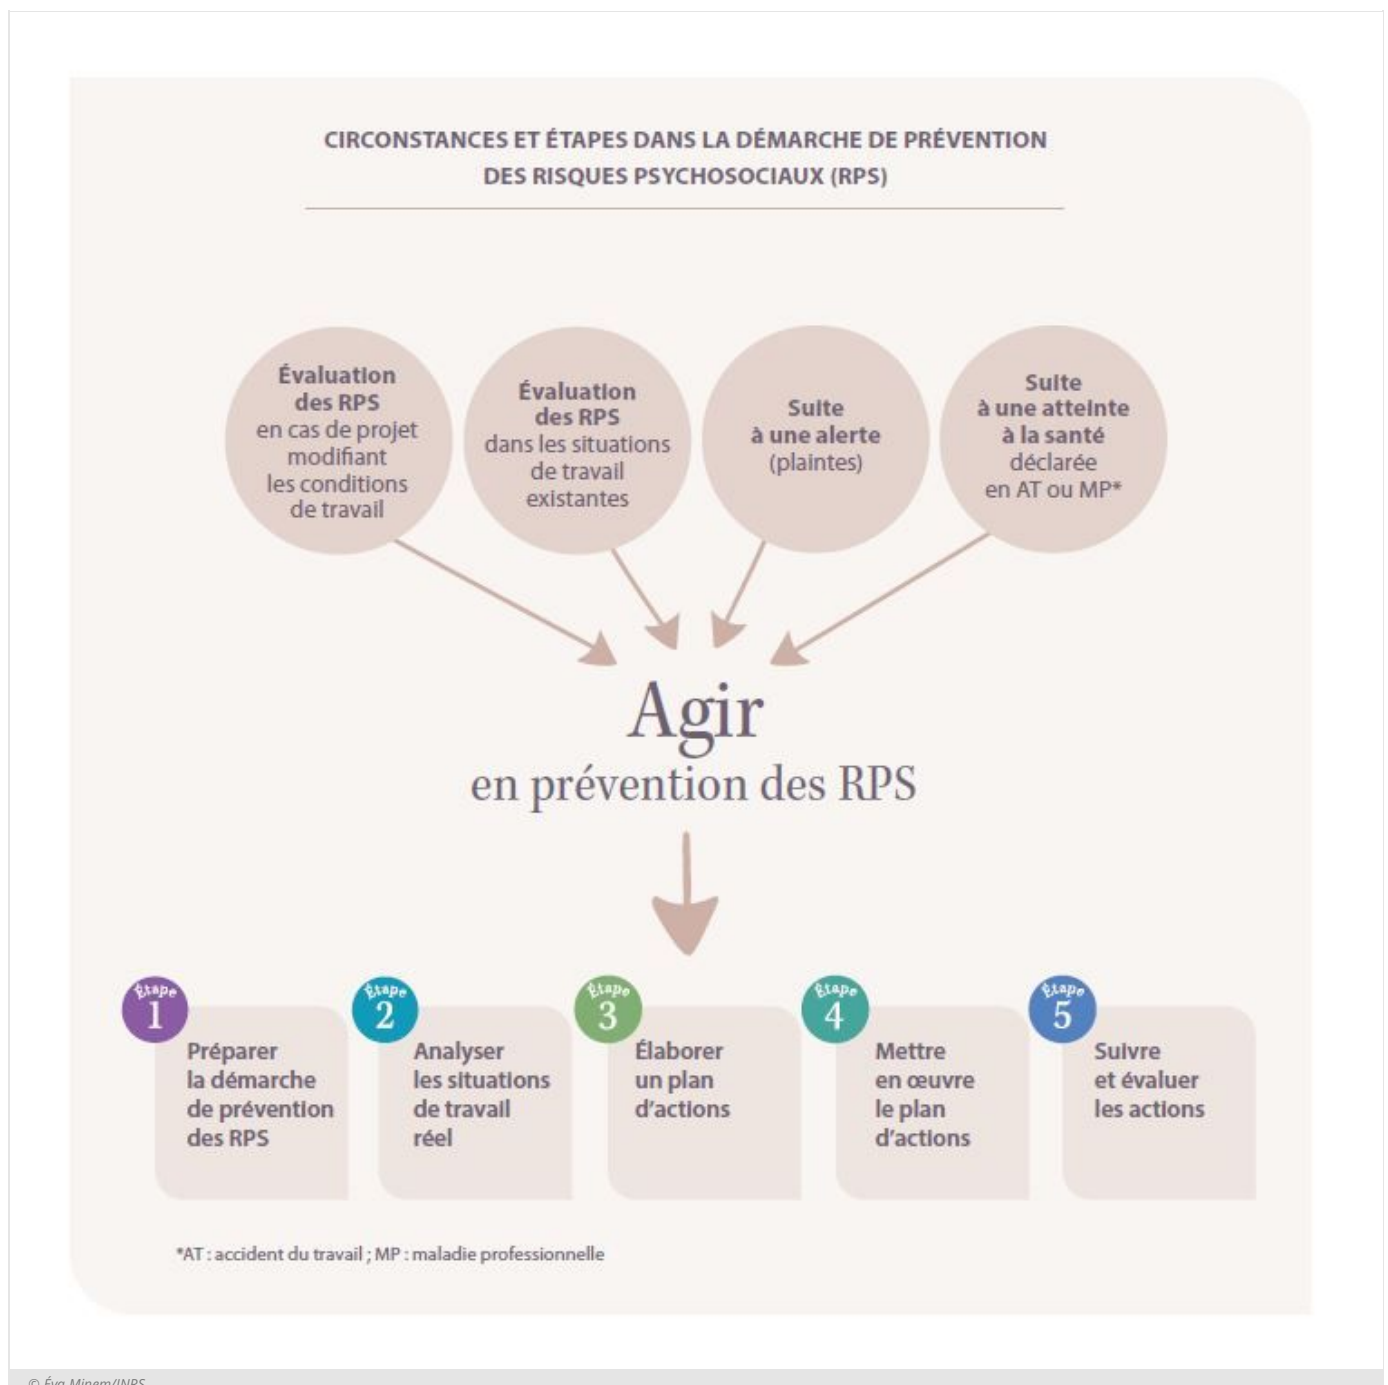 CIRCONSTANCES ET ÉTAPES DANS LA DÉMARCHE DE PRÉVENTION
DES RISQUES PSYCHOSOCIAUX (RPS)
Évaluation
des RPS
en cas de projet
modifiant
les conditions
de travail
Évaluation
des RPS
dans les situations
de travail
existantes
Suite
à une alerte
(plaintes)
Suite
à une atteinte
à la santé
déclarée
en AT ou MP*
Agir
en prévention des RPS
Étape
1
Préparer
la démarche
de prévention
des RPS
Étape
2
Analyser
les situations
de travail
réel
Étape
3
Élaborer
un plan
d'actions
Étape
4
Mettre
en œuvre
le plan
d'actions
Étape
5
Suivre
et évaluer
les actions
*AT : accident du travail ; MP : maladie professionnelle
© Éva Minem/INRS